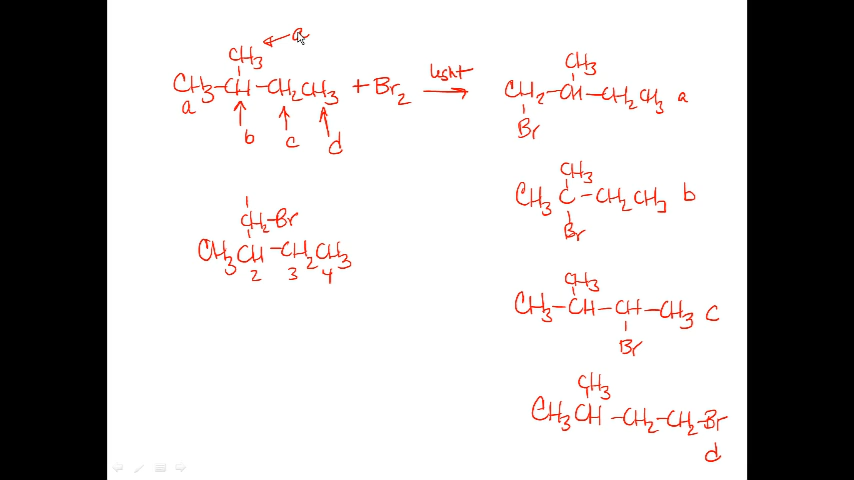 CH3 ← a
CH3-CH-CH2CH3 + Br2 light →
a
b c d
CH3
CH2-CH-CH2CH3 a
Br
CH2-Br
CH3CH-CH2CH3
2 3 4
CH3
CH3 C-CH2CH3 b
Br
CH3
CH3-CH-CH-CH3 c
Br
CH3
CH3CH-CH2-CH2-Br
d